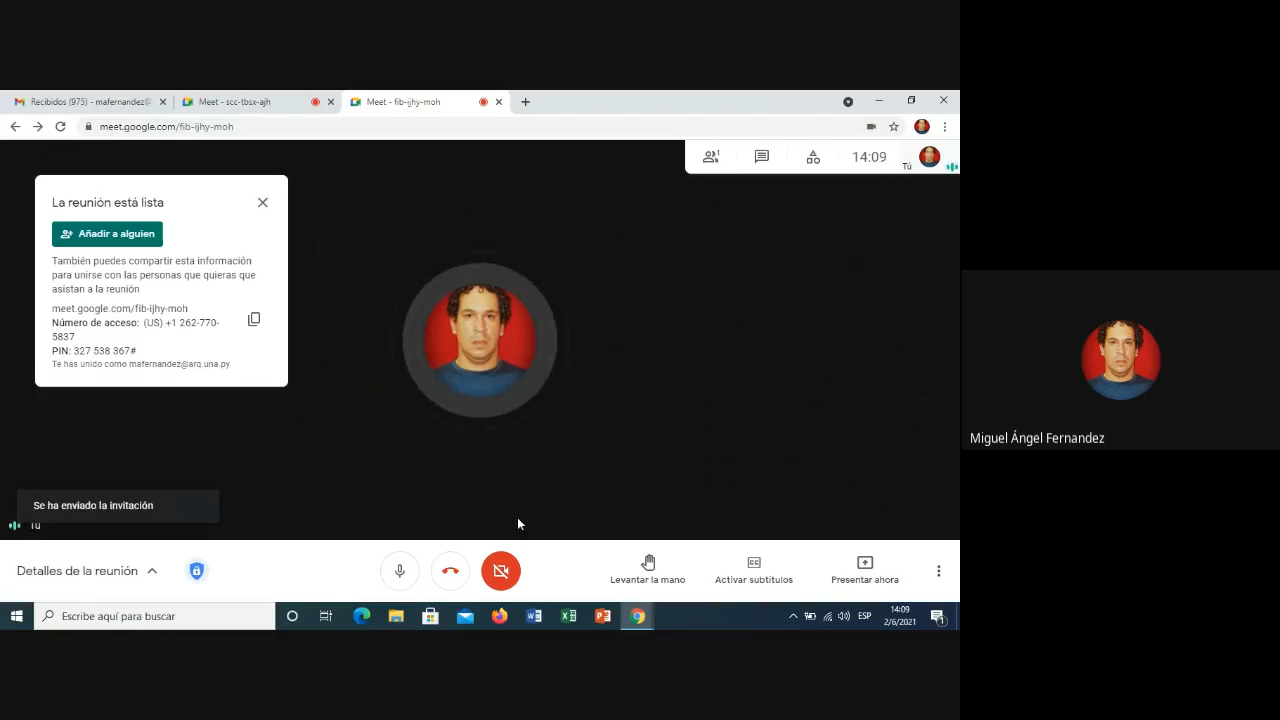 Recibidos (975) - mafernandez@
Meet - scc-tbsx-ajh
Meet - fib-ijhy-moh
meet.google.com/fib-ijhy-moh
1
14:09
Tú
La reunión está lista
Añadir a alguien
También puedes compartir esta información
para unirse con las personas que quieras que
asistan a la reunión
meet.google.com/fib-ijhy-moh
Número de acceso: (US) +1 262-770-
5837
PIN: 327 538 367#
Te has unido como mafernandez@arq.una.py
Miguel Ángel Fernandez
Se ha enviado la invitación
Tú
Detalles de la reunión
Levantar la mano
Activar subtítulos
Presentar ahora
Escribe aquí para buscar
ESP
14:09
2/6/2021
1